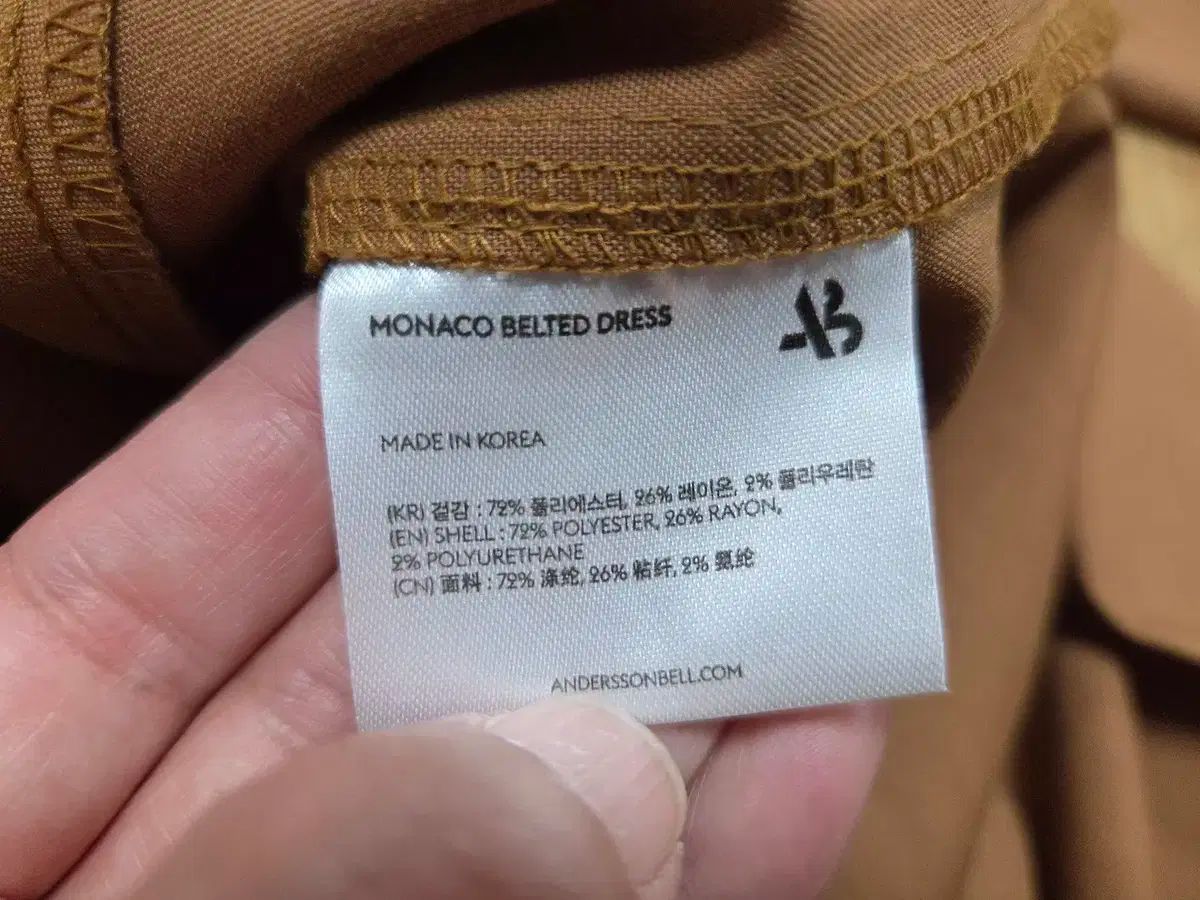 MONACO BELTED DRESS
AB
MADE IN KOREA
(KR) 겉감 : 72% 폴리에스터, 26% 레이온, 2% 폴리우레탄
(EN) SHELL : 72% POLYESTER, 26% RAYON,
2% POLYURETHANE
(CN) 面料 : 72% 涤纶, 26% 粘纤, 2% 氨纶
ANDERSSONBELL.COM